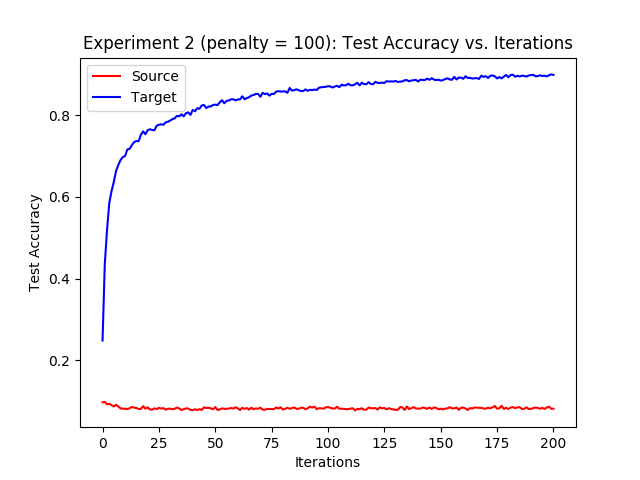 Experiment 2 (penalty = 100): Test Accuracy vs. Iterations
Source
Target
Test Accuracy
0.8
0.6
0.4
0.2
0 25 50 75 100 125 150 175 200
Iterations